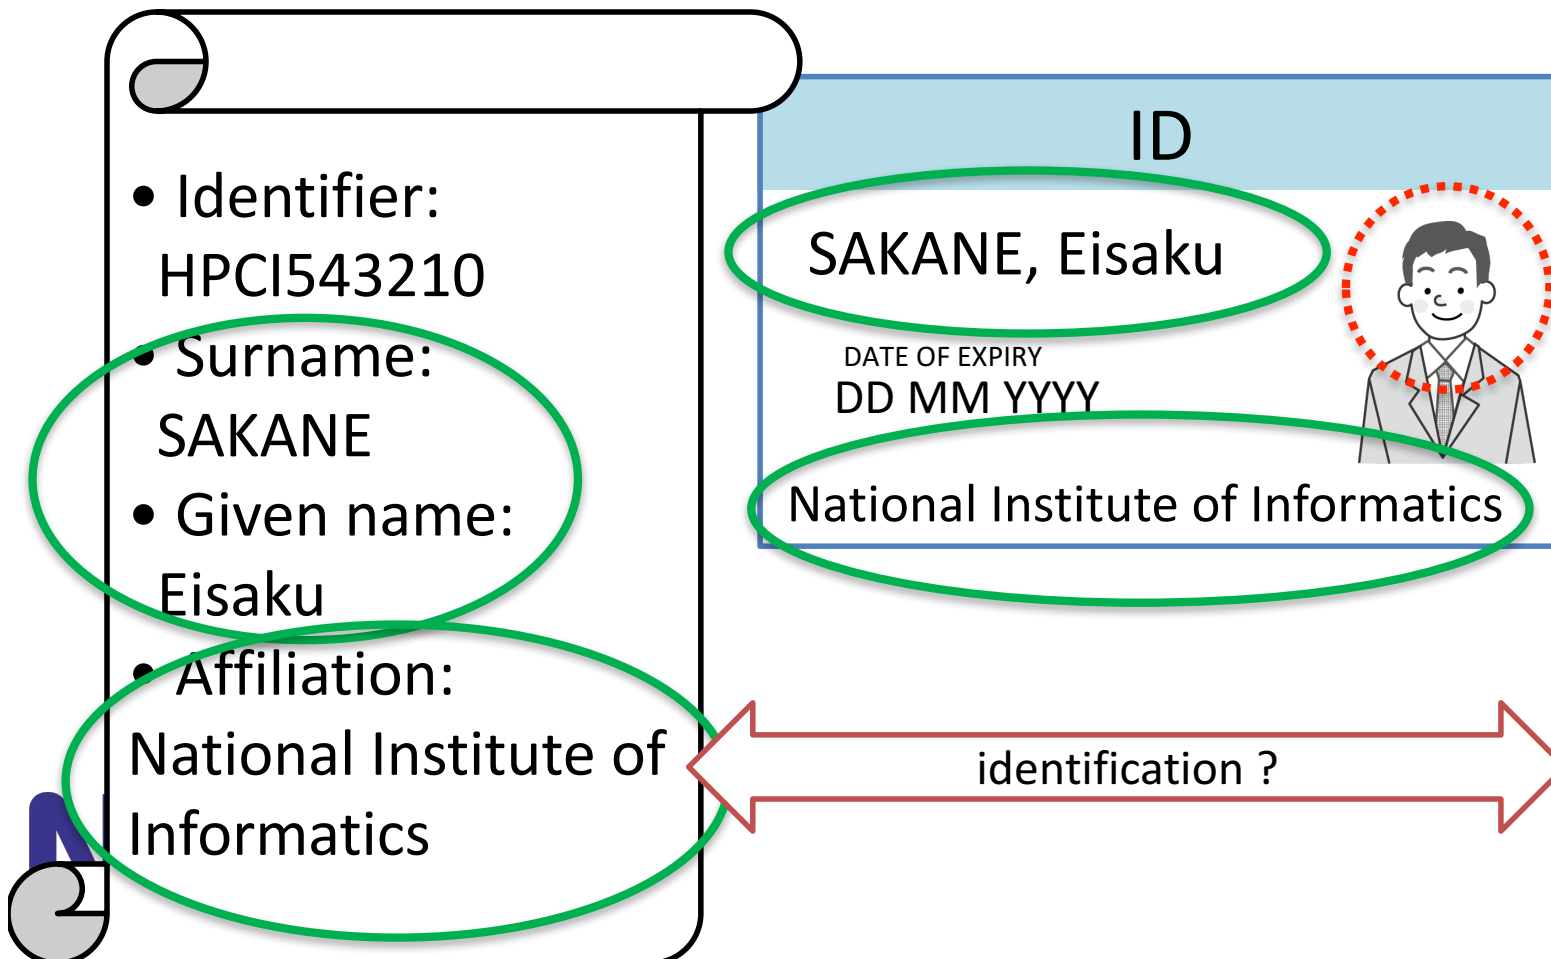 • Identifier:
HPCI543210
• Surname:
SAKANE
• Given name:
Eisaku
• Affiliation:
National Institute of
Informatics
ID
SAKANE, Eisaku
DATE OF EXPIRY
DD MM YYYY
National Institute of Informatics
identification ?